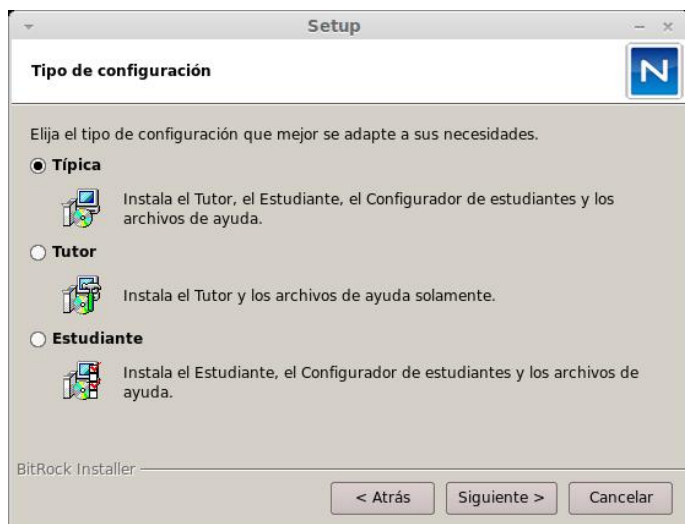 Setup
Tipo de configuración
N
Elija el tipo de configuración que mejor se adapte a sus necesidades.
Típica
Instala el Tutor, el Estudiante, el Configurador de estudiantes y los
archivos de ayuda.
Tutor
Instala el Tutor y los archivos de ayuda solamente.
Estudiante
Instala el Estudiante, el Configurador de estudiantes y los archivos de
ayuda.
BitRock Installer
< Atrás
Siguiente >
Cancelar